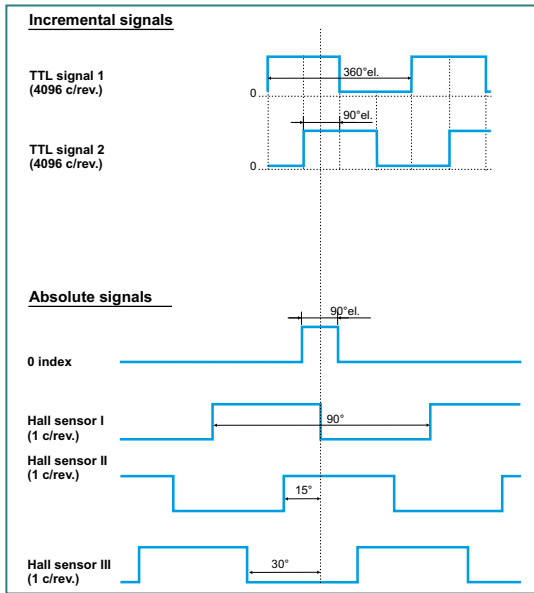 Incremental signals
TTL signal 1
(4096 c/rev.)
360°el.
0
90°el.
TTL signal 2
(4096 c/rev.)
0
Absolute signals
90°el.
0 index
Hall sensor I
(1 c/rev.)
90°
Hall sensor II
(1 c/rev.)
15°
Hall sensor III
(1 c/rev.)
30°